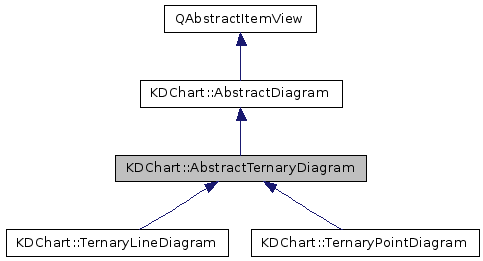 QAbstractItemView
KDChart::AbstractDiagram
KDChart::AbstractTernaryDiagram
KDChart::TernaryLineDiagram
KDChart::TernaryPointDiagram